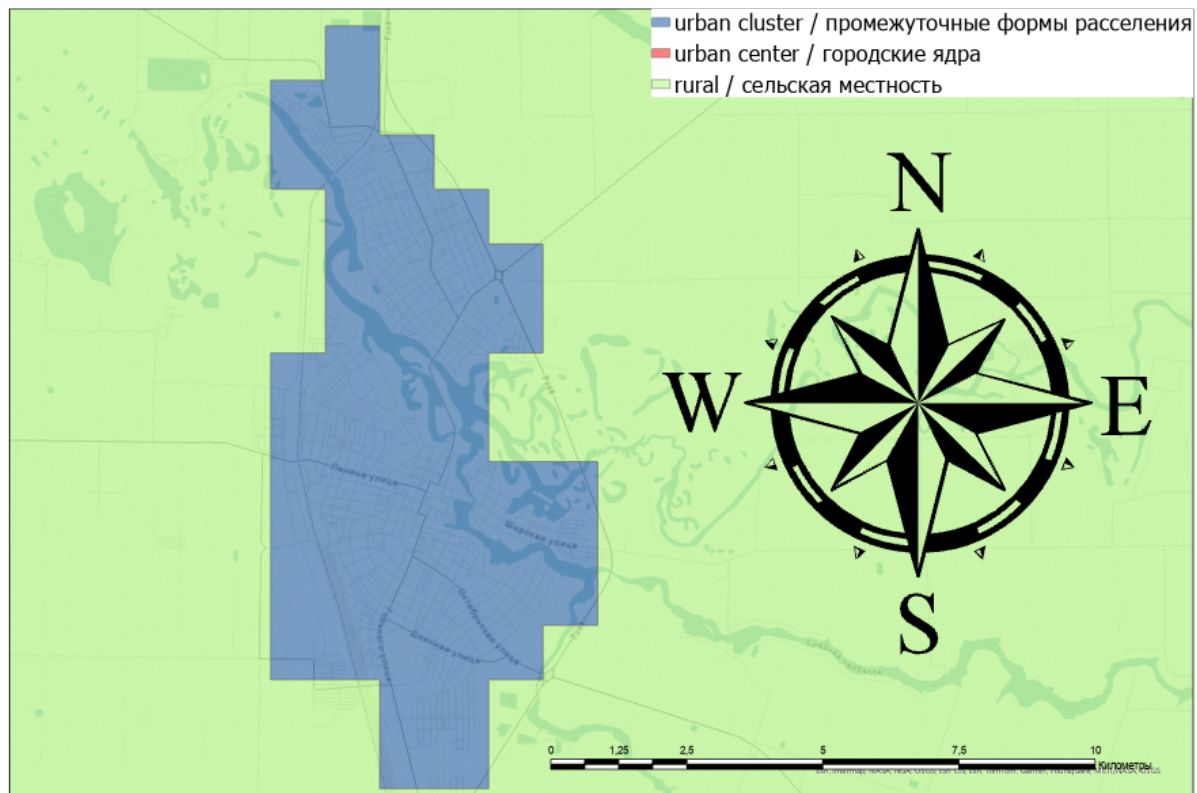 urban cluster / промежуточные формы расселения
urban center / городские ядра
rural / сельская местность
N
W
E
S
Ленина улица
Широкая улица
Октябрьская улица
Длинная улица
0 1,25 2,5 5 7,5 10
Километры